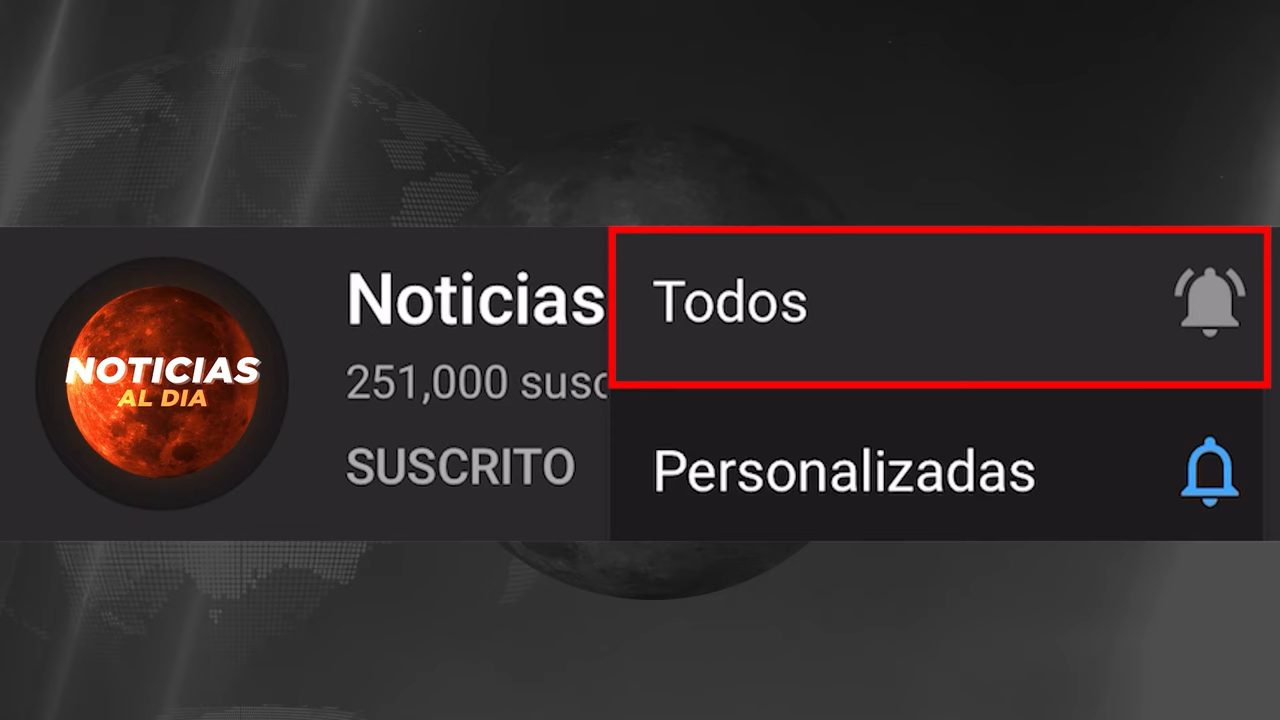 NOTICIAS
AL DIA
Noticias
251,000 susc
SUSCRITO
Todos
Personalizadas